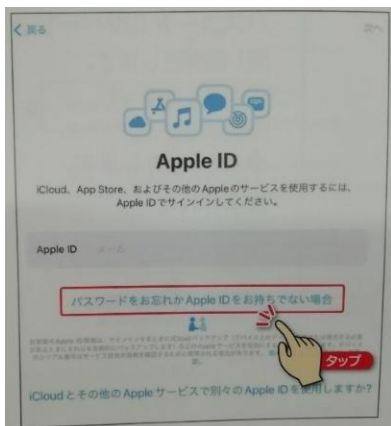 戻る
次へ
Apple ID
iCloud、App Store、およびその他のAppleのサービスを使用するには、
Apple IDでサインインしてください。
Apple ID メール
パスワードをお忘れかApple IDをお持ちでない場合
タップ
iCloudとその他のAppleサービスで別々のApple IDを使用しますか?